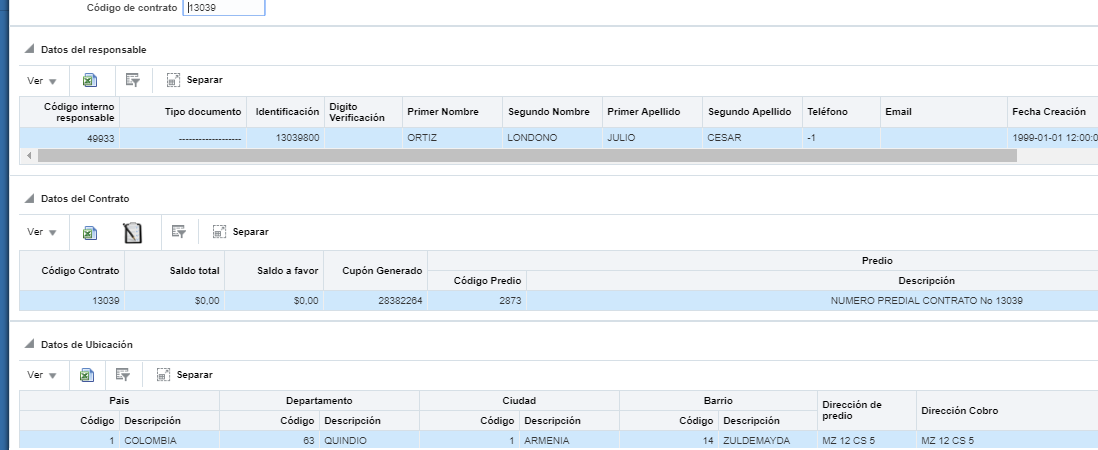 Código de contrato 13039
Datos del responsable
Ver Separar
Código interno responsable Tipo documento Identificación Digito Verificación Primer Nombre Segundo Nombre Primer Apellido Segundo Apellido Teléfono Email Fecha Creación
49933 ------------------- 13039800 ORTIZ LONDONO JULIO CESAR -1 1999-01-01 12:00:0
Datos del Contrato
Ver Separar
Código Contrato Saldo total Saldo a favor Cupón Generado Predio
Código Predio Descripción
13039 $0,00 $0,00 28382264 2873 NUMERO PREDIAL CONTRATO No 13039
Datos de Ubicación
Ver Separar
Pais Departamento Ciudad Barrio Dirección de predio Dirección Cobro
Código Descripción Código Descripción Código Descripción Código Descripción
1 COLOMBIA 63 QUINDIO 1 ARMENIA 14 ZULDEMAYDA MZ 12 CS 5 MZ 12 CS 5